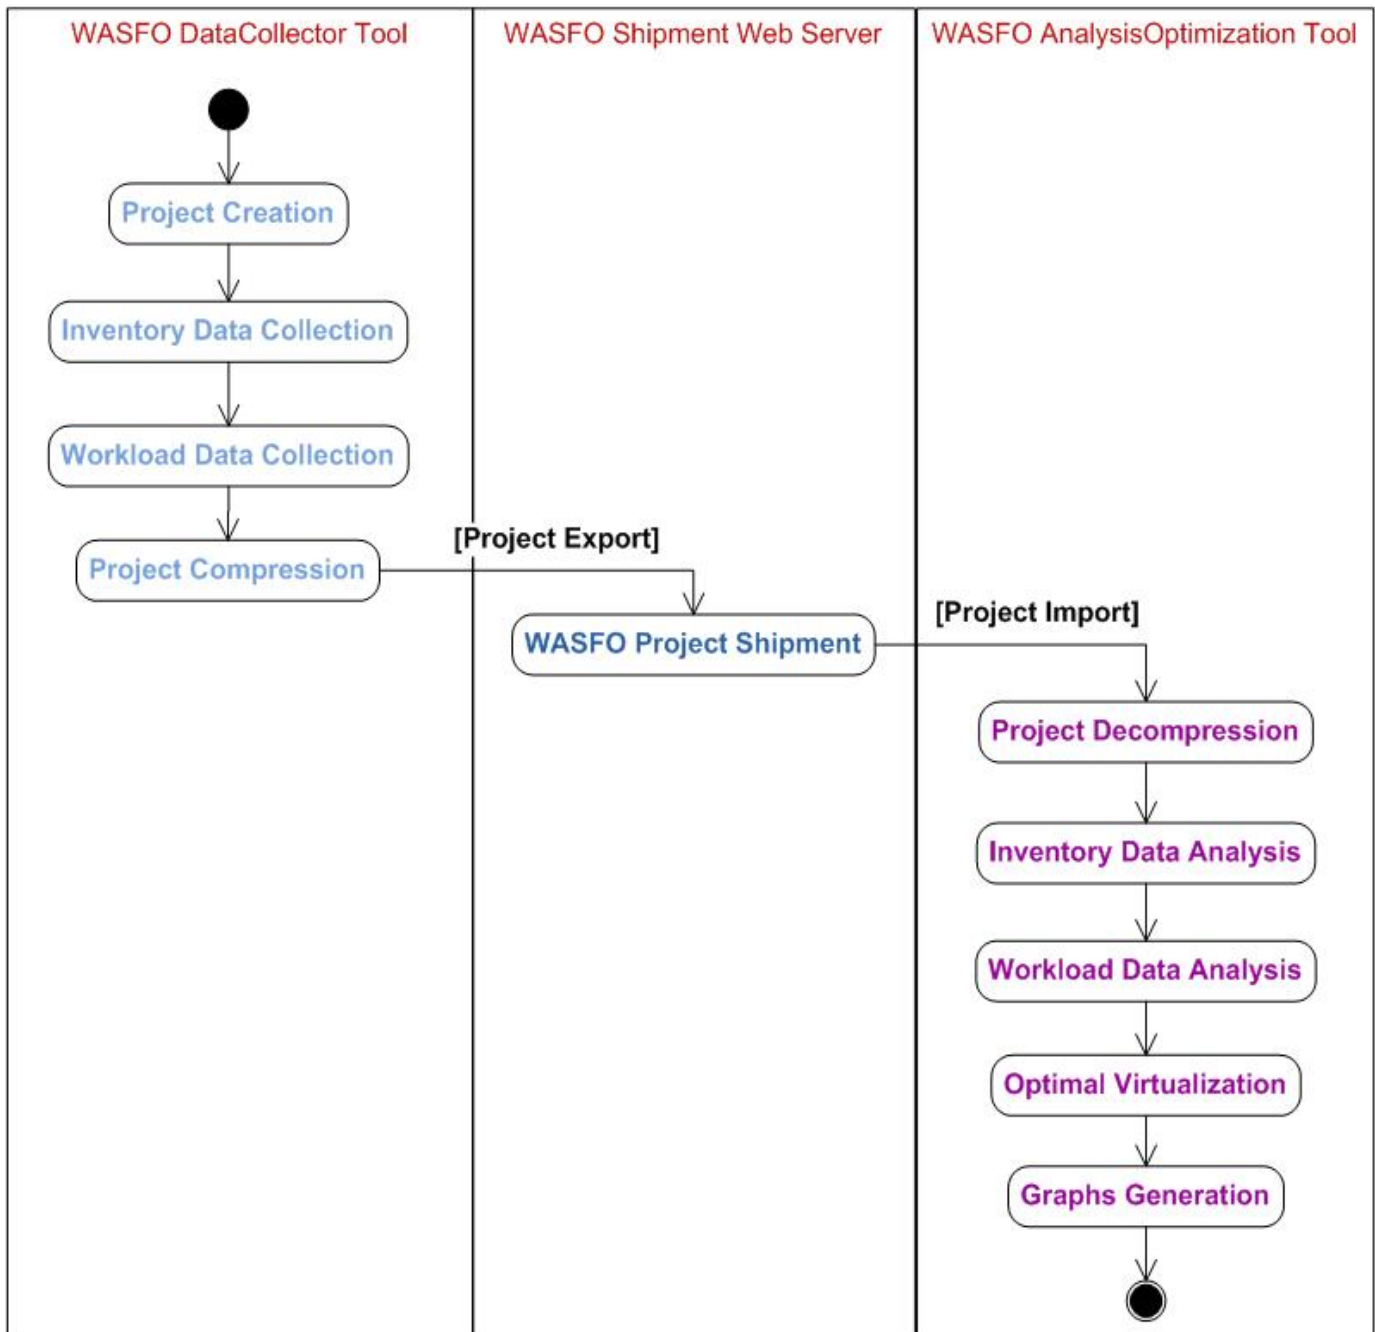 WASFO DataCollector Tool
WASFO Shipment Web Server
WASFO AnalysisOptimization Tool
Project Creation
Inventory Data Collection
Workload Data Collection
Project Compression
[Project Export]
WASFO Project Shipment
[Project Import]
Project Decompression
Inventory Data Analysis
Workload Data Analysis
Optimal Virtualization
Graphs Generation